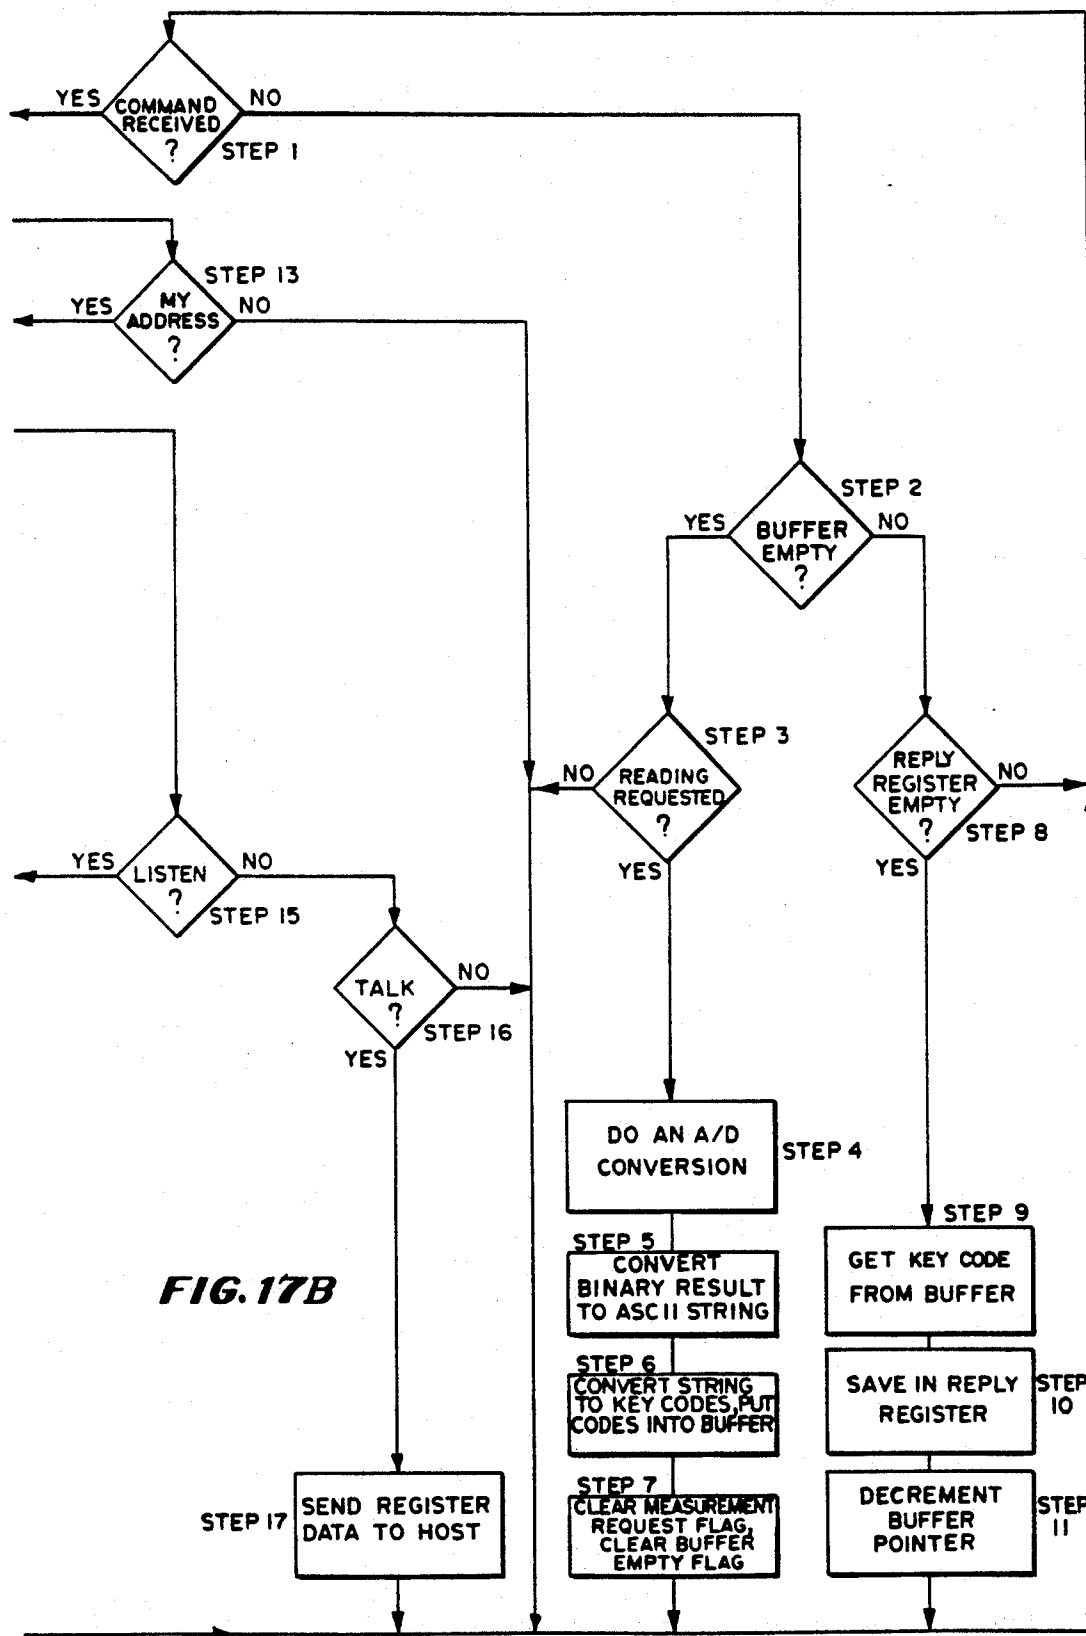 YES
COMMAND
RECEIVED
?
NO
STEP 1
STEP 13
YES
MY
ADDRESS
?
NO
STEP 2
YES
BUFFER
EMPTY
?
NO
STEP 3
NO
READING
REQUESTED
?
YES
REPLY
REGISTER
EMPTY
?
NO
STEP 8
YES
YES
LISTEN
?
NO
STEP 15
TALK
?
NO
STEP 16
YES
DO AN A/D
CONVERSION
STEP 4
STEP 5
CONVERT
BINARY RESULT
TO ASCII STRING
STEP 6
CONVERT STRING
TO KEY CODES, PUT
CODES INTO BUFFER
STEP 7
CLEAR MEASUREMENT
REQUEST FLAG,
CLEAR BUFFER
EMPTY FLAG
STEP 9
GET KEY CODE
FROM BUFFER
SAVE IN REPLY
REGISTER
STEP
10
DECREMENT
BUFFER
POINTER
STEP
11
FIG. 17B
STEP 17
SEND REGISTER
DATA TO HOST